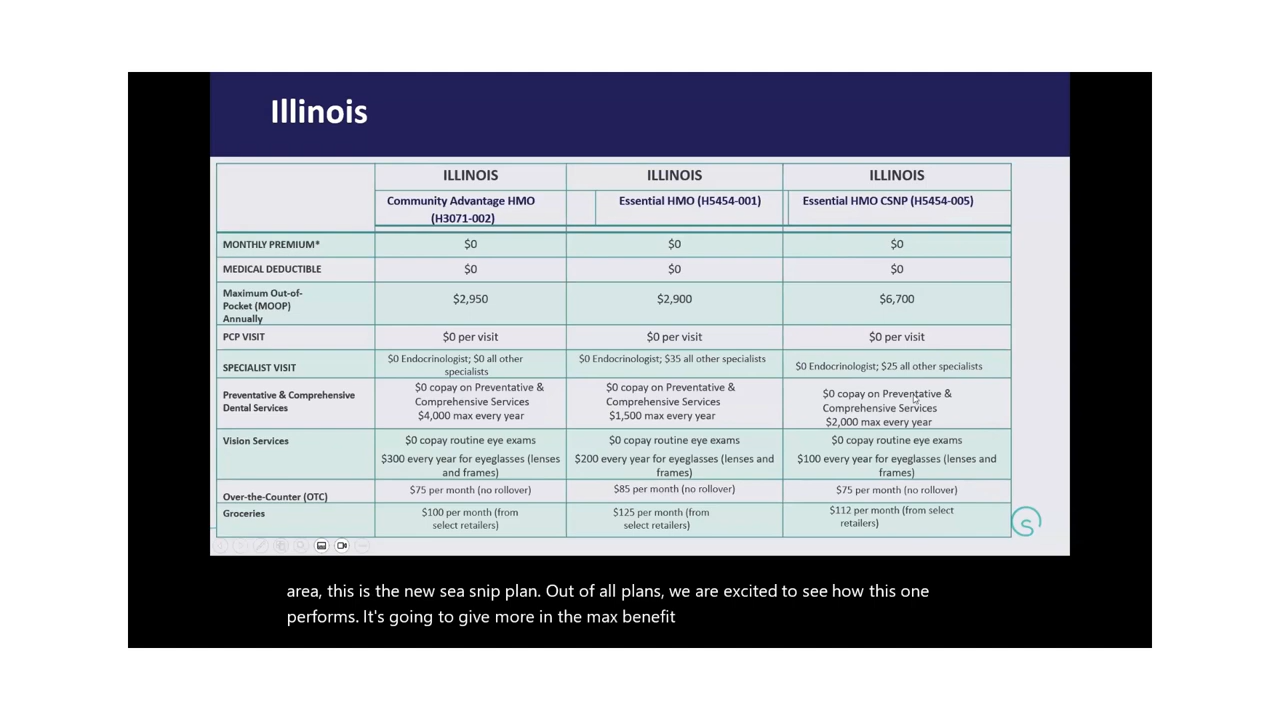 Illinois
ILLINOIS ILLINOIS ILLINOIS
Community Advantage HMO
(H3071-002)
Essential HMO (H5454-001)
Essential HMO CSNP (H5454-005)
MONTHLY PREMIUM* $0 $0 $0
MEDICAL DEDUCTIBLE $0 $0 $0
Maximum Out-of-
Pocket (MOOP)
Annually
$2,950 $2,900 $6,700
PCP VISIT $0 per visit $0 per visit $0 per visit
SPECIALIST VISIT
$0 Endocrinologist; $0 all other
specialists
$0 Endocrinologist; $35 all other specialists
$0 Endocrinologist; $25 all other specialists
Preventative & Comprehensive
Dental Services
$0 copay on Preventative &
Comprehensive Services
$4,000 max every year
$0 copay on Preventative &
Comprehensive Services
$1,500 max every year
$0 copay on Preventative &
Comprehensive Services
$2,000 max every year
Vision Services
$0 copay routine eye exams
$300 every year for eyeglasses (lenses
and frames)
$0 copay routine eye exams
$200 every year for eyeglasses (lenses and
frames)
$0 copay routine eye exams
$100 every year for eyeglasses (lenses and
frames)
Over-the-Counter (OTC)
$75 per month (no rollover)
$85 per month (no rollover)
$75 per month (no rollover)
Groceries
$100 per month (from
select retailers)
$125 per month (from
select retailers)
$112 per month (from select
retailers)
S
area, this is the new sea snip plan. Out of all plans, we are excited to see how this one
performs. It's going to give more in the max benefit